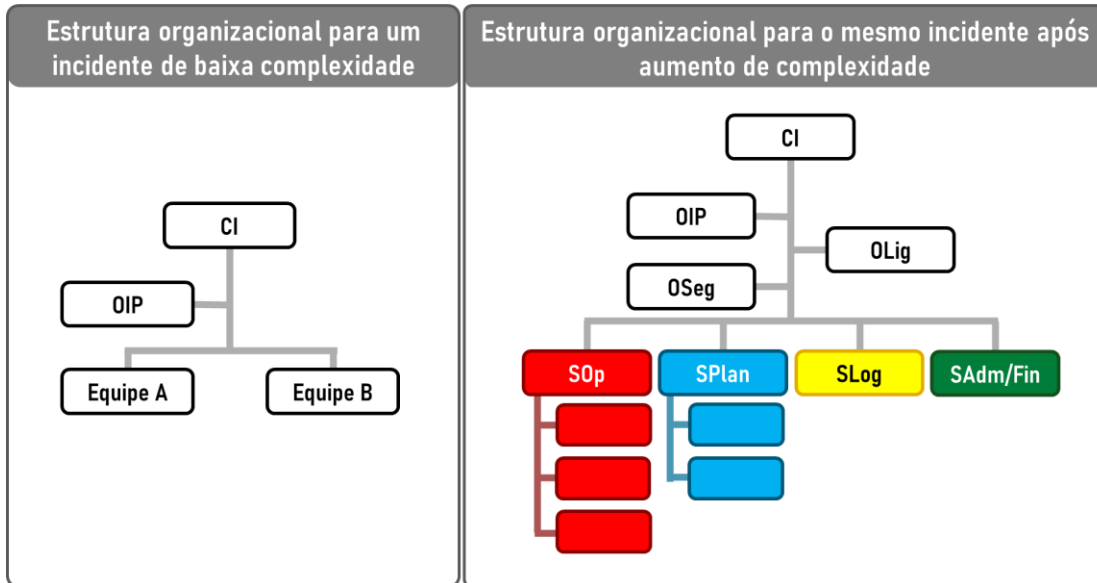 Estrutura organizacional para um
incidente de baixa complexidade
CI
OIP
Equipe A
Equipe B
Estrutura organizacional para o mesmo incidente após
aumento de complexidade
CI
OIP
OLig
OSeg
SOp
SPlan
SLog
SAdm/Fin